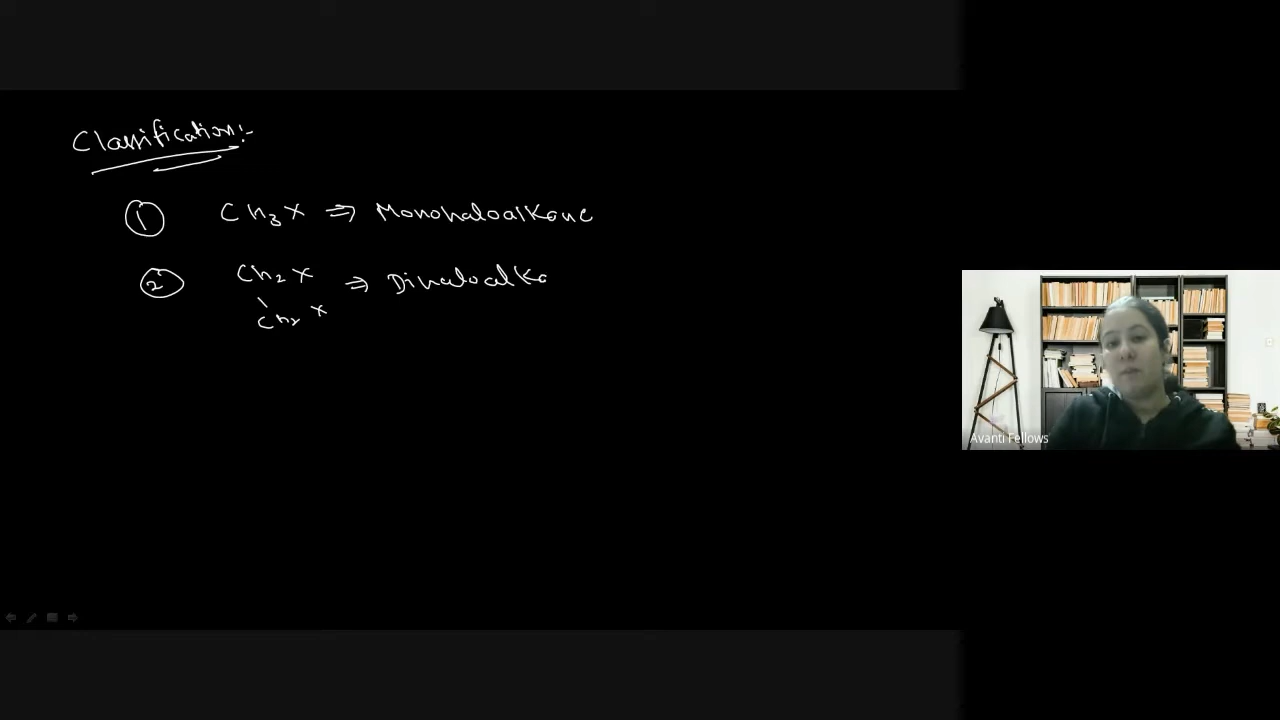 Classification:-
① CH3X ⇒ Monohaloalkane
② CH2X ⇒ Dihaloalka
CH2X
Avanti Fellows